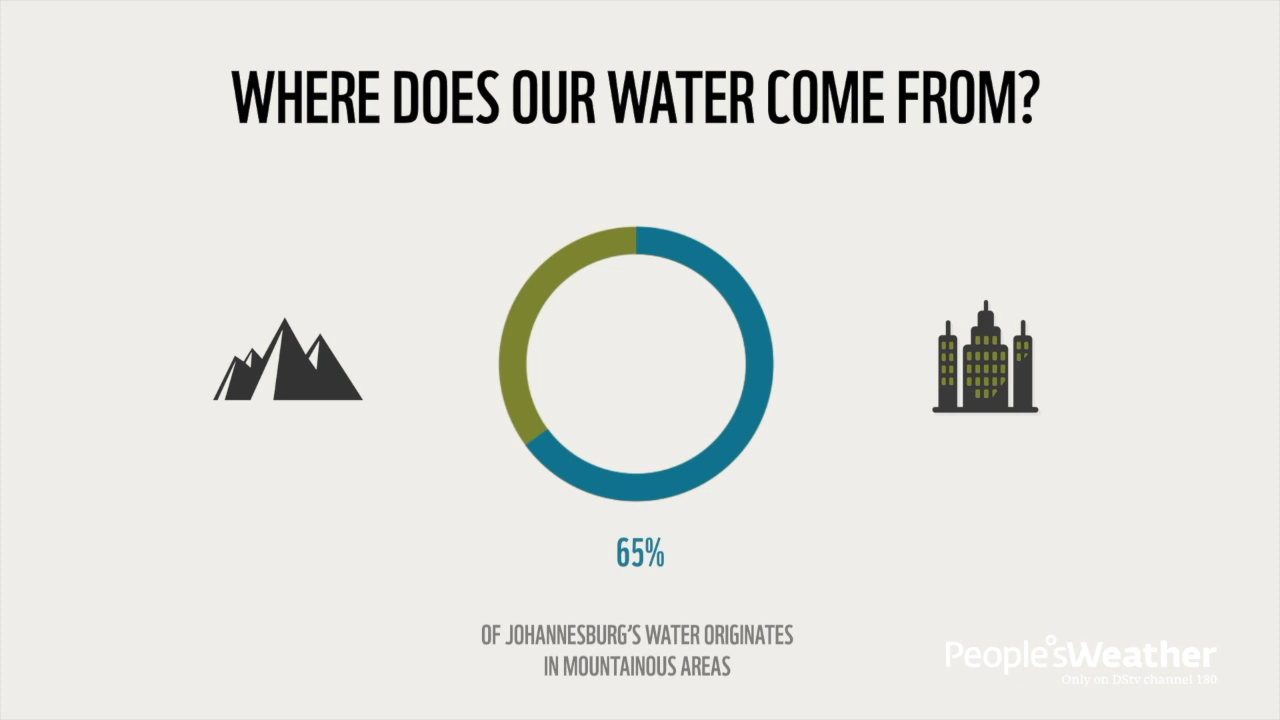 WHERE DOES OUR WATER COME FROM?
65%
OF JOHANNESBURG'S WATER ORIGINATES
IN MOUNTAINOUS AREAS
People'sWeather
Only on DStv channel 180